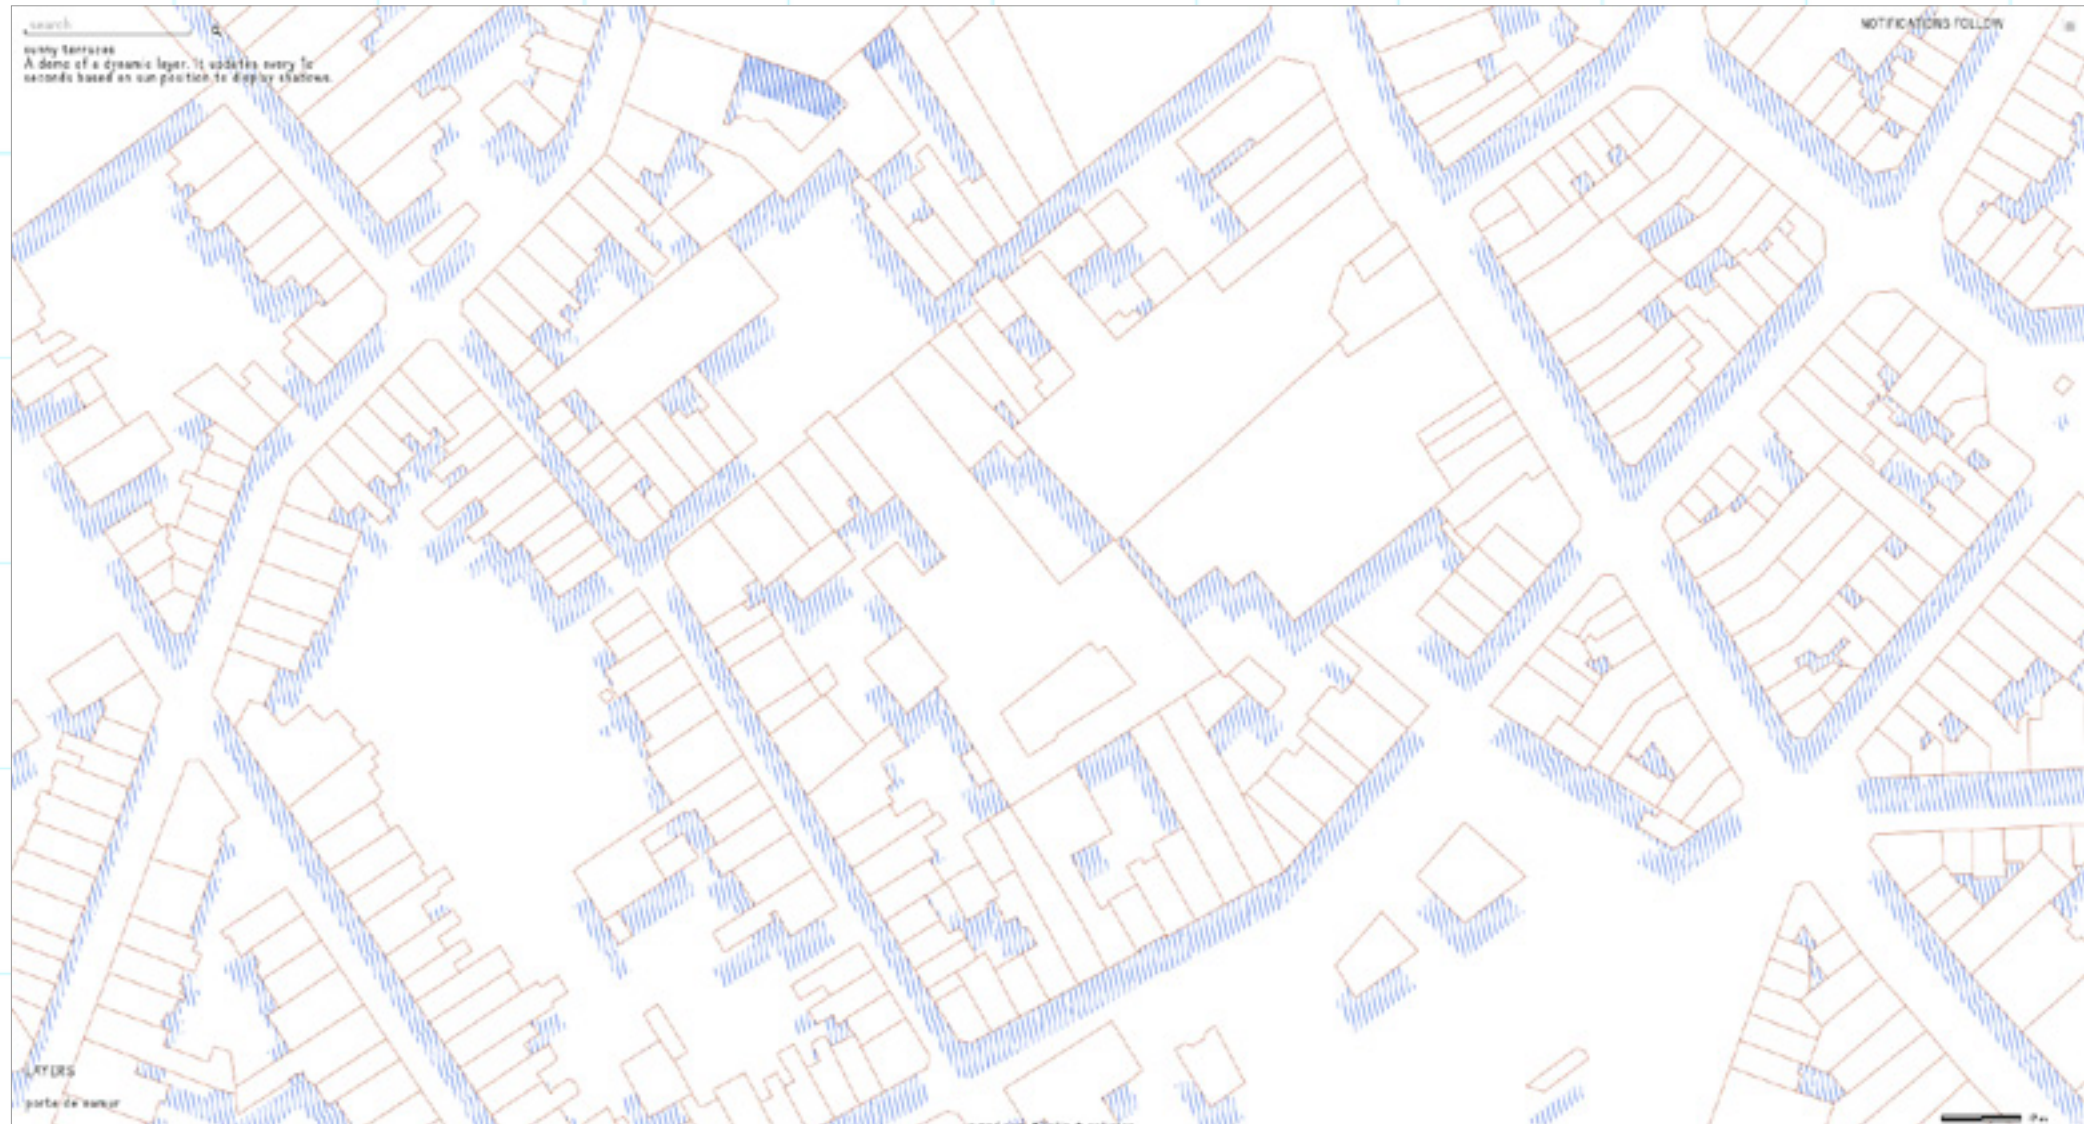 search
NOTIFICATIONS FOLLOW
sunny terraces
A demo of a dynamic layer. It updates every 10
seconds based on sun position to display shadows.
LAYERS
porte de namur